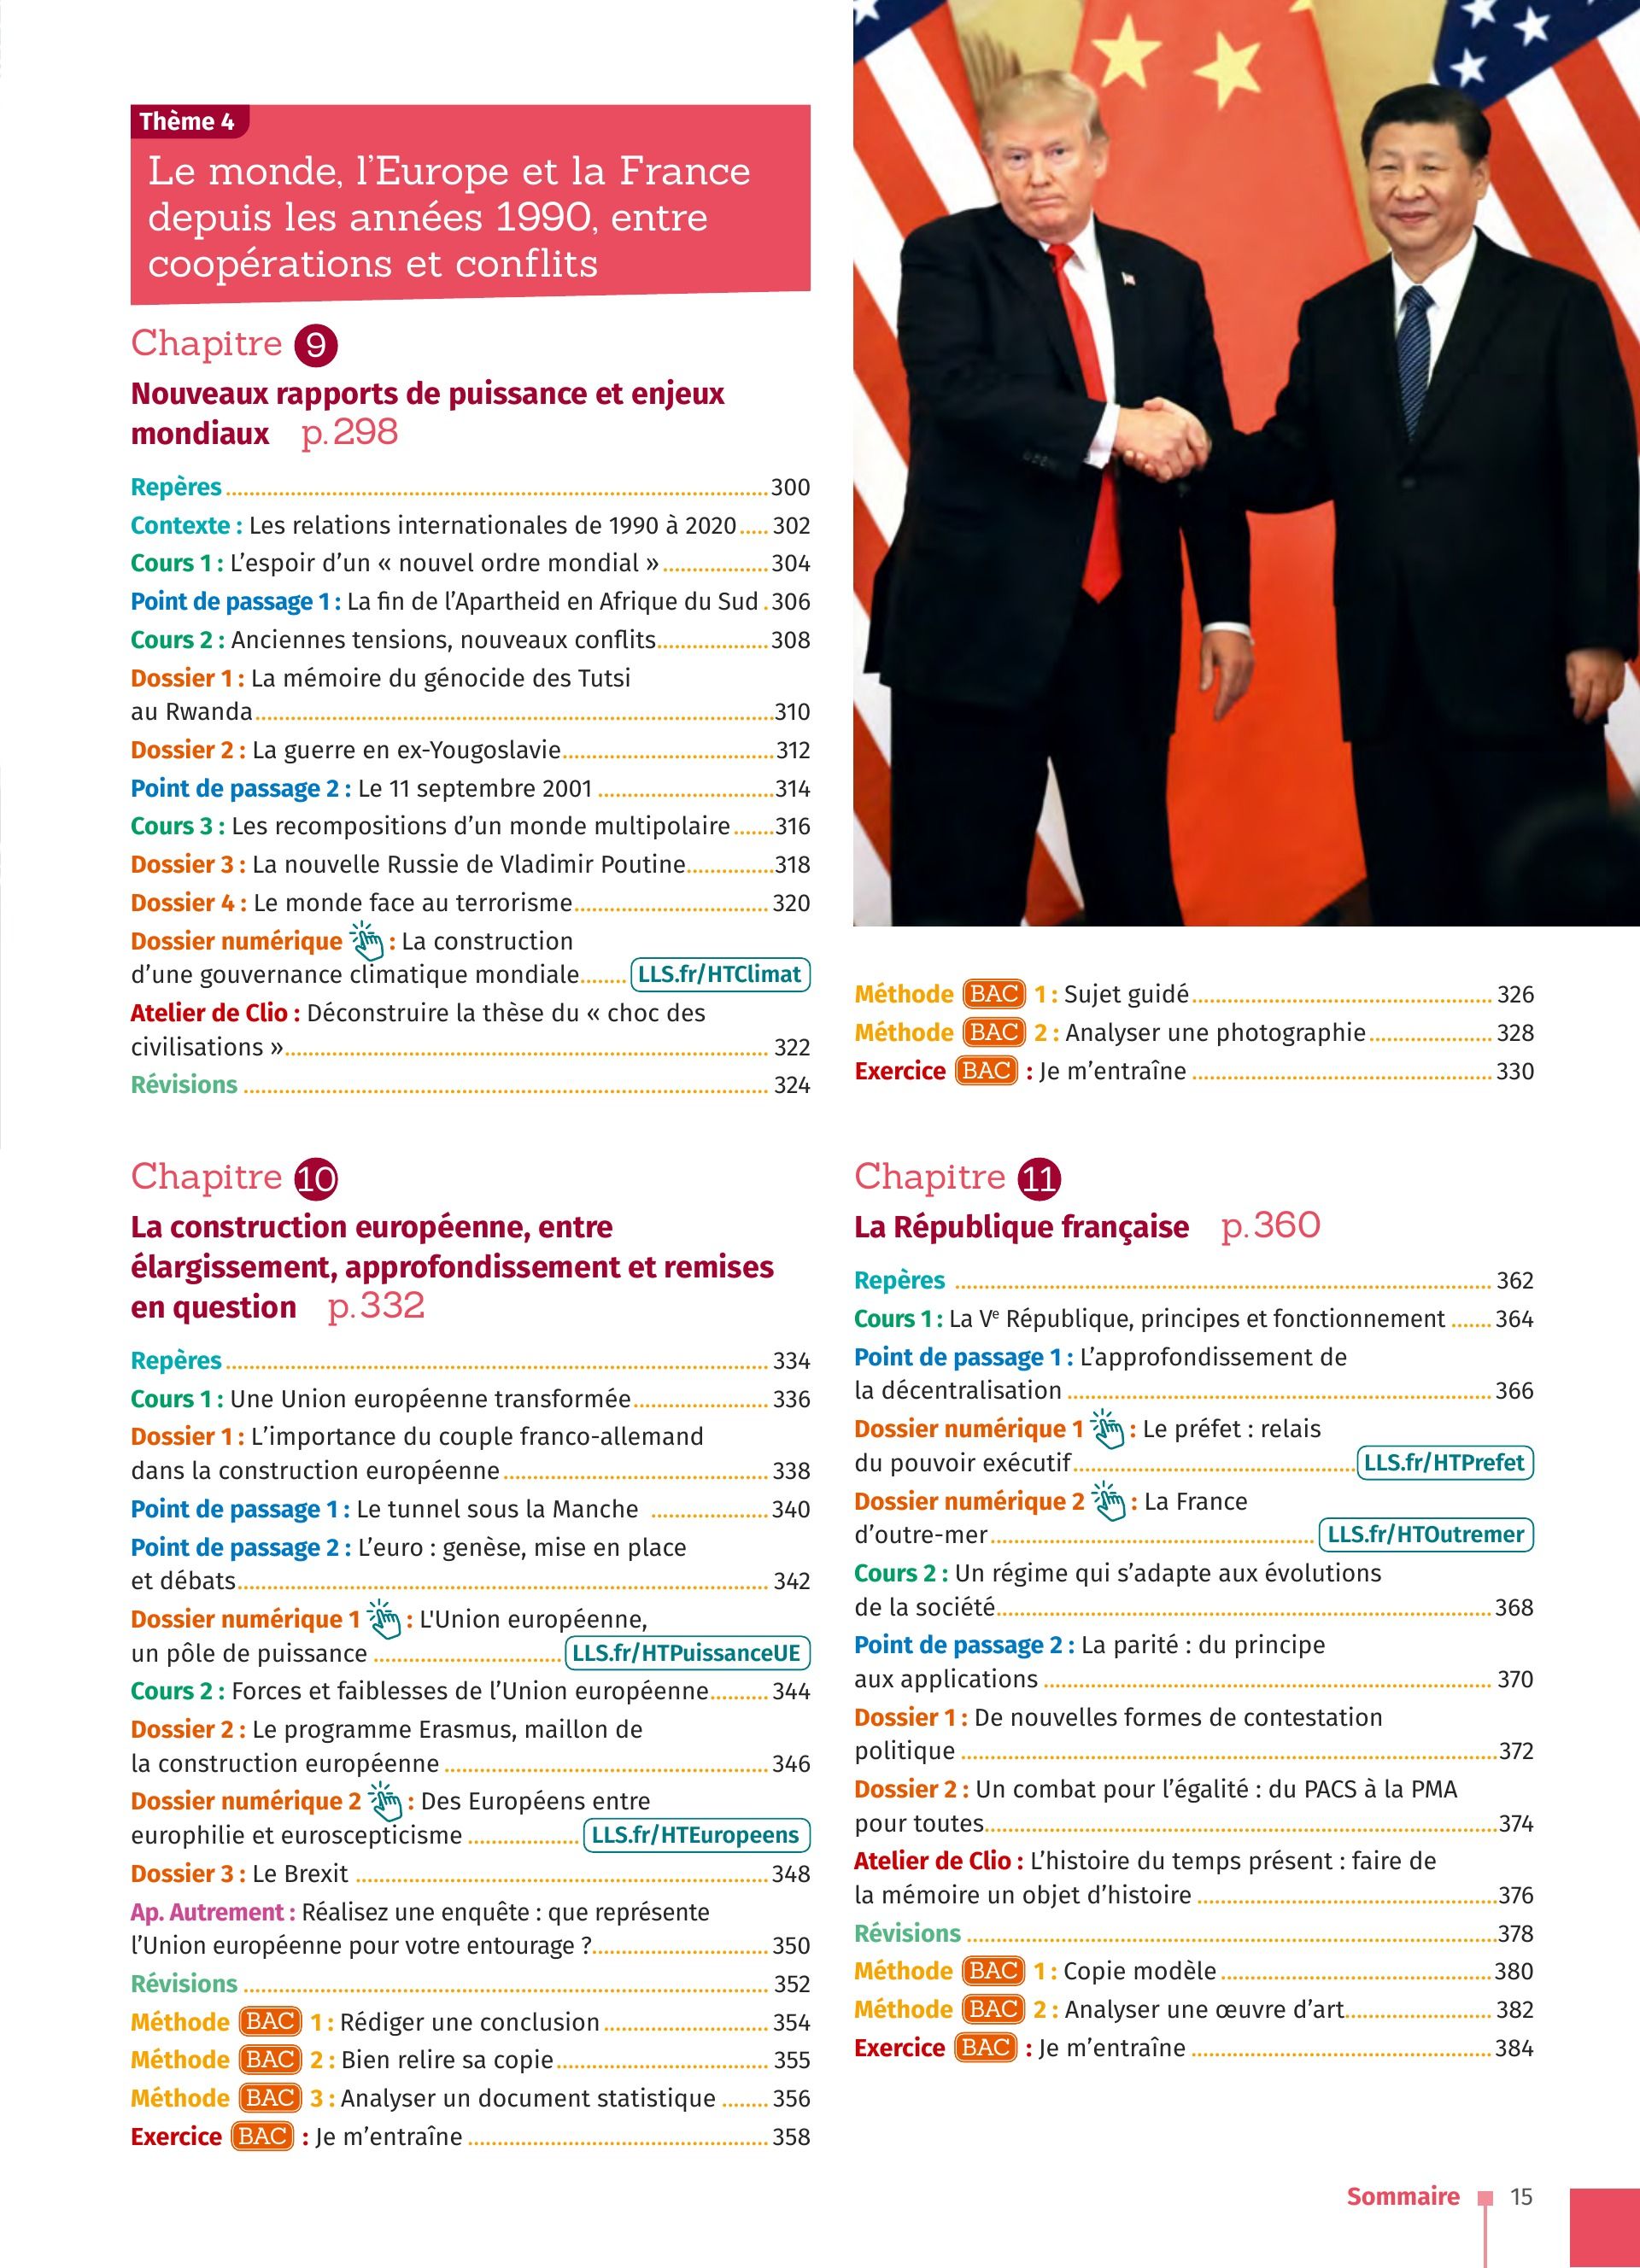 Thème 4
Le monde, l'Europe et la France
depuis les années 1990, entre
coopérations et conflits
Chapitre 9
Nouveaux rapports de puissance et enjeux
mondiaux p. 298
Repères 300
Contexte : Les relations internationales de 1990 à 2020 302
Cours 1 : L'espoir d'un « nouvel ordre mondial » 304
Point de passage 1 : La fin de l'Apartheid en Afrique du Sud 306
Cours 2 : Anciennes tensions, nouveaux conflits 308
Dossier 1 : La mémoire du génocide des Tutsi
au Rwanda 310
Dossier 2 : La guerre en ex-Yougoslavie 312
Point de passage 2 : Le 11 septembre 2001 314
Cours 3 : Les recompositions d'un monde multipolaire 316
Dossier 3 : La nouvelle Russie de Vladimir Poutine 318
Dossier 4 : Le monde face au terrorisme 320
Dossier numérique : La construction
d'une gouvernance climatique mondiale LLS.fr/HTClimat
Atelier de Clio : Déconstruire la thèse du « choc des
civilisations » 322
Révisions 324
Méthode BAC 1 : Sujet guidé 326
Méthode BAC 2 : Analyser une photographie 328
Exercice BAC : Je m'entraîne 330
Chapitre 10
La construction européenne, entre
élargissement, approfondissement et remises
en question p. 332
Repères 334
Cours 1 : Une Union européenne transformée 336
Dossier 1 : L'importance du couple franco-allemand
dans la construction européenne 338
Point de passage 1 : Le tunnel sous la Manche 340
Point de passage 2 : L'euro : genèse, mise en place
et débats 342
Dossier numérique 1 : L'Union européenne,
un pôle de puissance LLS.fr/HTPuissanceUE
Cours 2 : Forces et faiblesses de l'Union européenne 344
Dossier 2 : Le programme Erasmus, maillon de
la construction européenne 346
Dossier numérique 2 : Des Européens entre
europhilie et euroscepticisme LLS.fr/HTEuropeens
Dossier 3 : Le Brexit 348
Ap. Autrement : Réalisez une enquête : que représente
l'Union européenne pour votre entourage ? 350
Révisions 352
Méthode BAC 1 : Rédiger une conclusion 354
Méthode BAC 2 : Bien relire sa copie 355
Méthode BAC 3 : Analyser un document statistique 356
Exercice BAC : Je m'entraîne 358
Chapitre 11
La République française p. 360
Repères 362
Cours 1 : La Ve République, principes et fonctionnement 364
Point de passage 1 : L'approfondissement de
la décentralisation 366
Dossier numérique 1 : Le préfet : relais
du pouvoir exécutif LLS.fr/HTPrefet
Dossier numérique 2 : La France
d'outre-mer LLS.fr/HTOutremer
Cours 2 : Un régime qui s'adapte aux évolutions
de la société 368
Point de passage 2 : La parité : du principe
aux applications 370
Dossier 1 : De nouvelles formes de contestation
politique 372
Dossier 2 : Un combat pour l'égalité : du PACS à la PMA
pour toutes 374
Atelier de Clio : L'histoire du temps présent : faire de
la mémoire un objet d'histoire 376
Révisions 378
Méthode BAC 1 : Copie modèle 380
Méthode BAC 2 : Analyser une œuvre d'art 382
Exercice BAC : Je m'entraîne 384
Sommaire 15